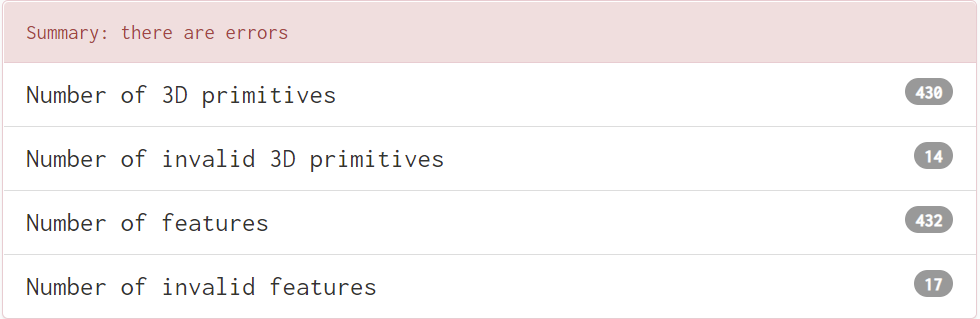 Summary: there are errors
Number of 3D primitives 430
Number of invalid 3D primitives 14
Number of features 432
Number of invalid features 17